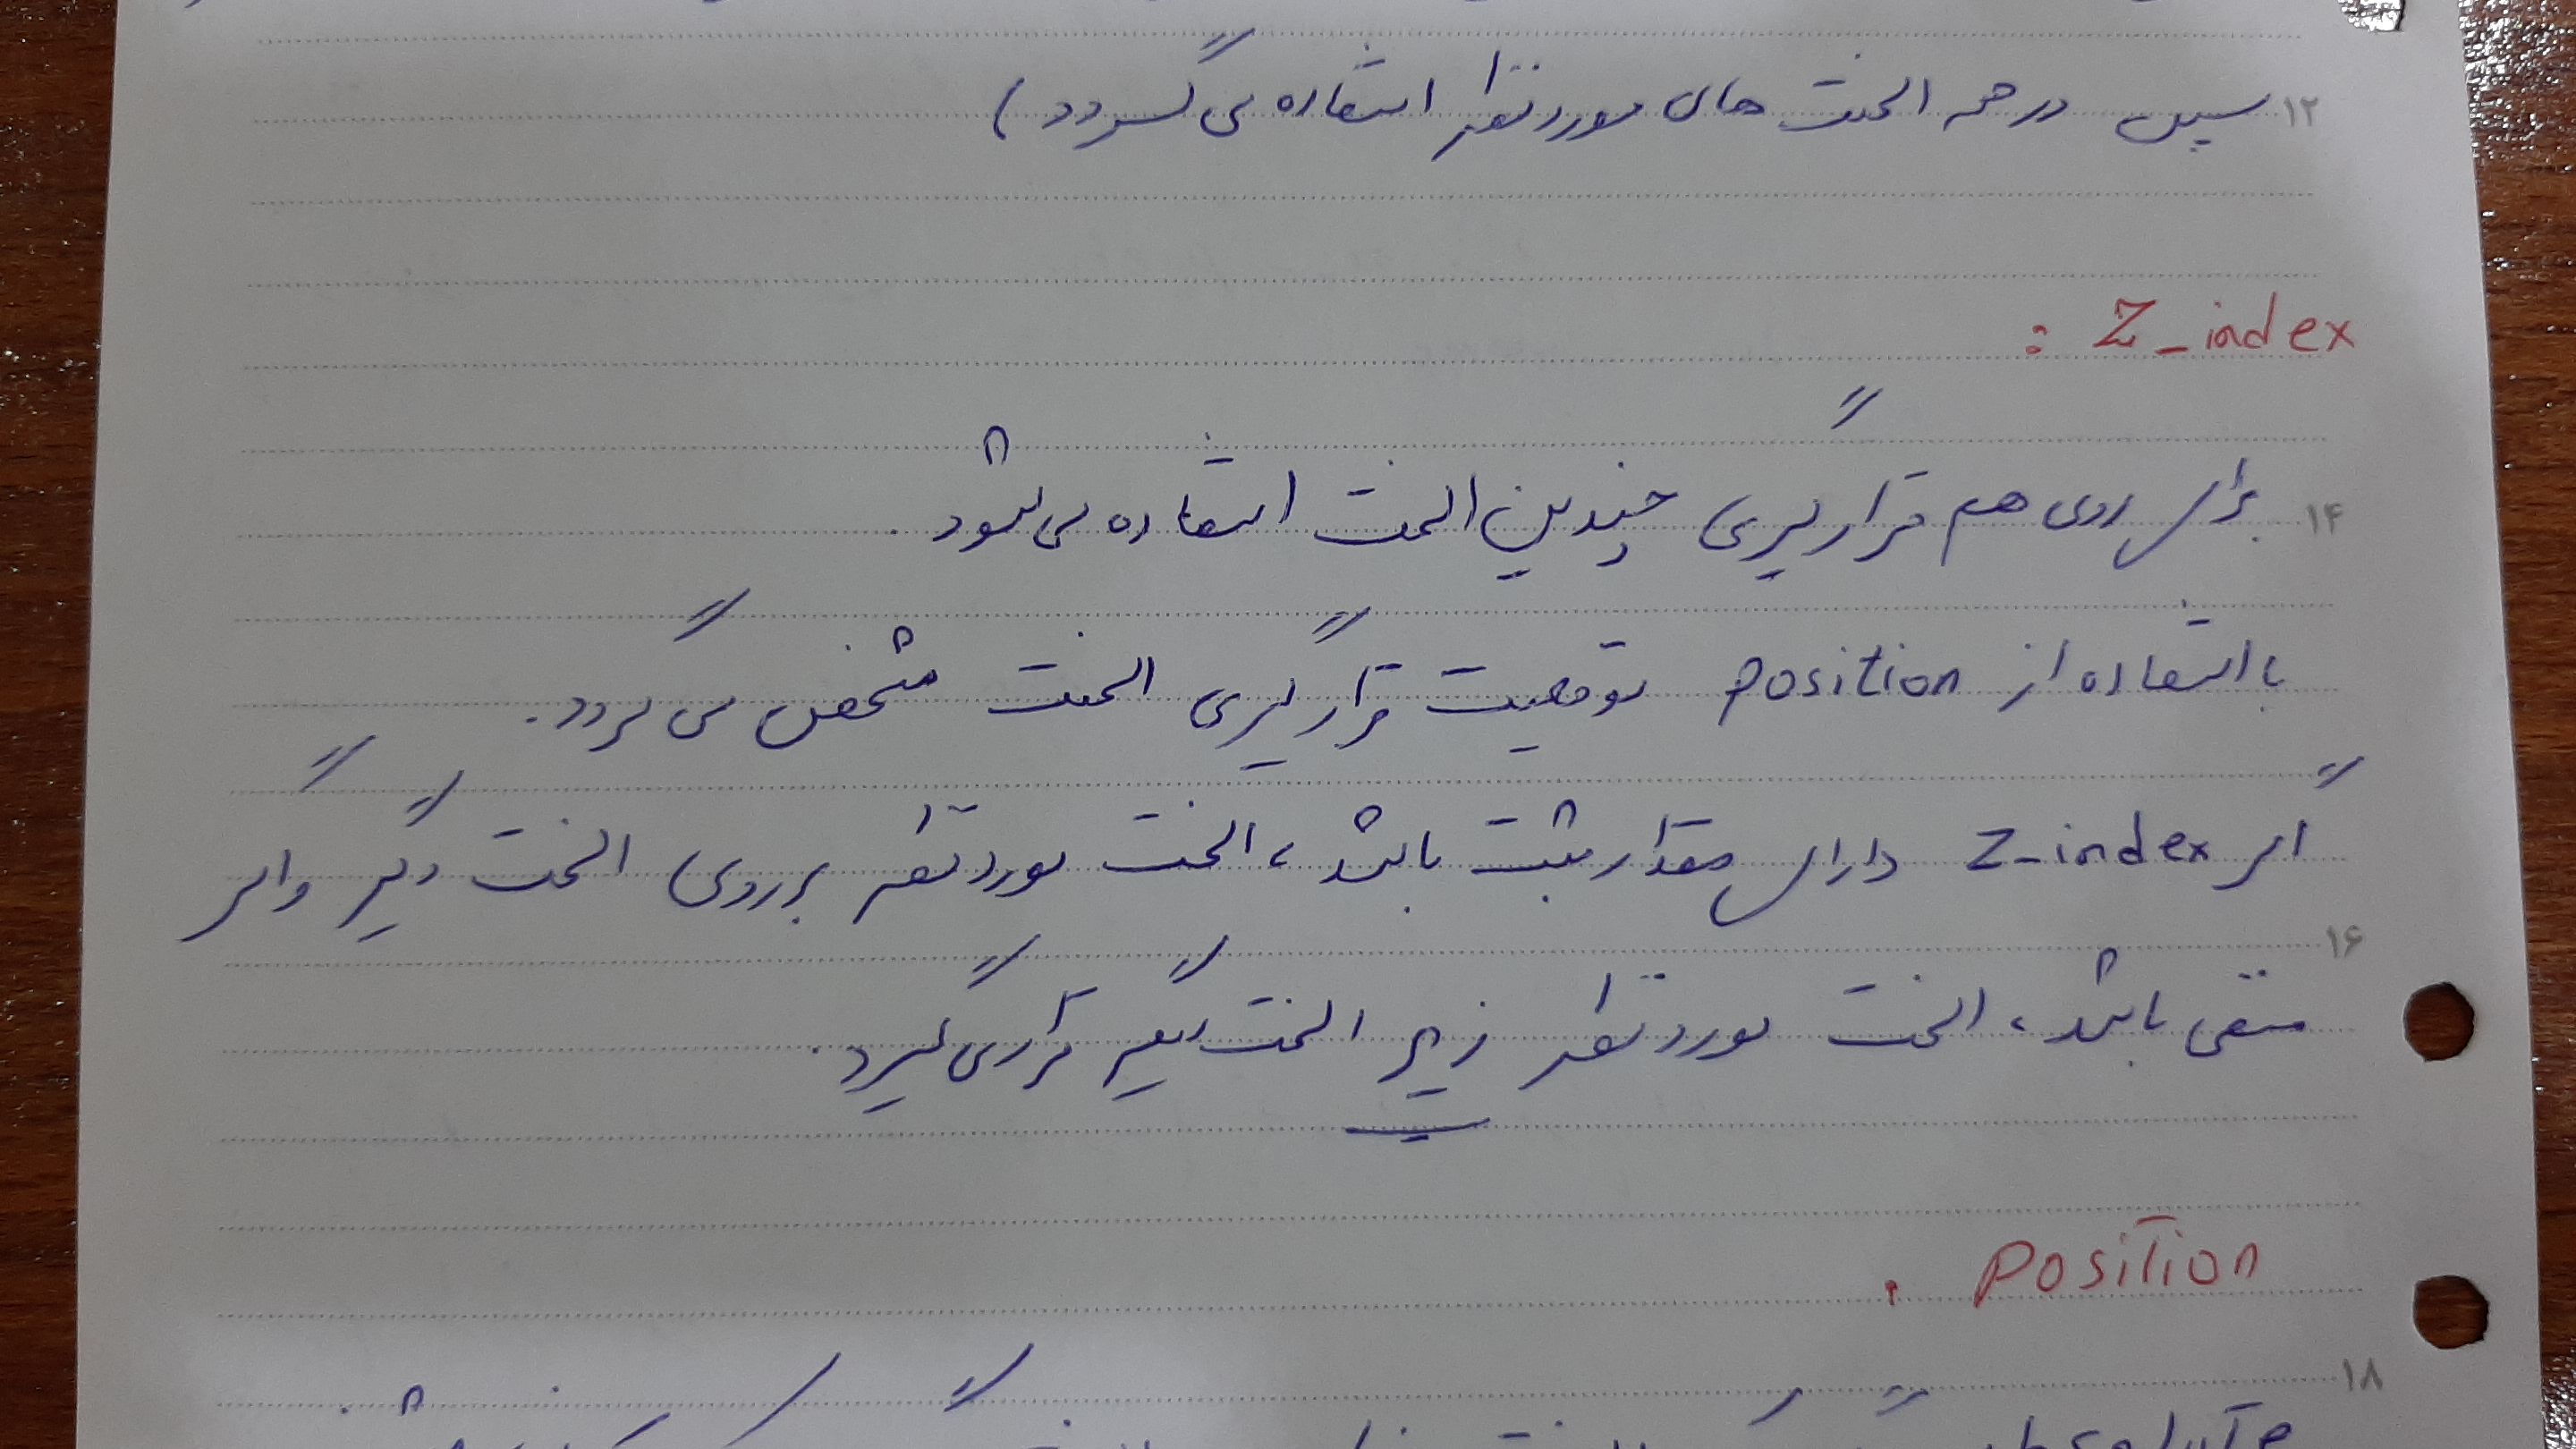 ۱۲ سپس در همه المنت های مورد نظر استفاده می گردد)
Z_index :
۱۴ برای روی هم قرارگیری چندین المنت استفاده می شود.
با استفاده از position موقعیت قرارگیری المنت مشخص می گردد.
اگر Z-index دارای مقدار مثبت باشد، المنت مورد نظر بر روی المنت دیگر و اگر
۱۶
منفی باشد، المنت مورد نظر زیر المنت دیگر قرار می گیرد.
position :
۱۸